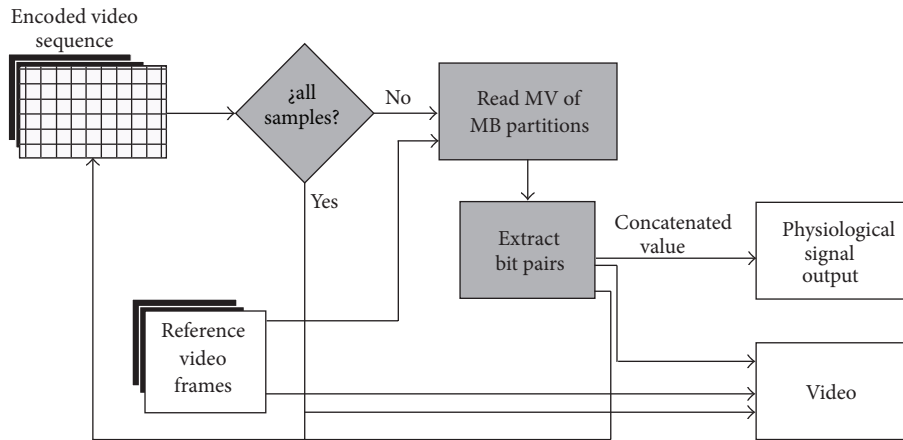 Encoded video
sequence
¿all
samples?
No
Read MV of
MB partitions
Yes
Extract
bit pairs
Concatenated
value
Physiological
signal
output
Reference
video
frames
Video